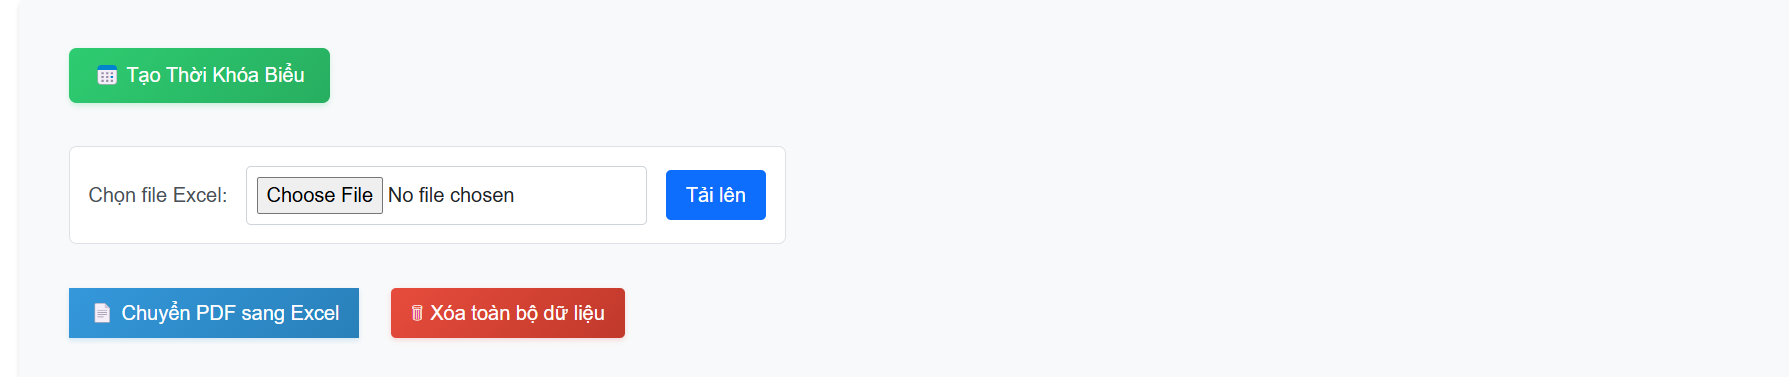 Tạo Thời Khóa Biểu
Chọn file Excel: Choose File No file chosen Tải lên
Chuyển PDF sang Excel Xóa toàn bộ dữ liệu